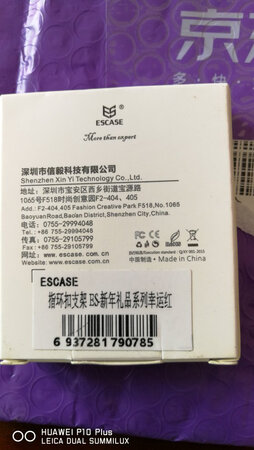 京东
多·快
ESCASE
More than expert
深圳市信毅科技有限公司
Shenzhen Xin Yi Technology Co., Ltd.
地址:深圳市宝安区西乡街道宝源路
1065号F518时尚创意园F2-404、405
Add.: F2-404,405 Fashion Creative Park F518,No.1065
BaoyuanRoad,BaoIan District,Shenzhen City,China.
电话: 0755-29994048
Tel: +86 755-29994048
传真: 0755-29105799
Fax: +86 755-29105799
www.escase.com.cn
中国制造 • Made in China
ESCASE
指环扣支架 ES-新年礼品系列幸运红
6 937281 790785
HUAWEI P10 Plus
LEICA DUAL SUMMILUX